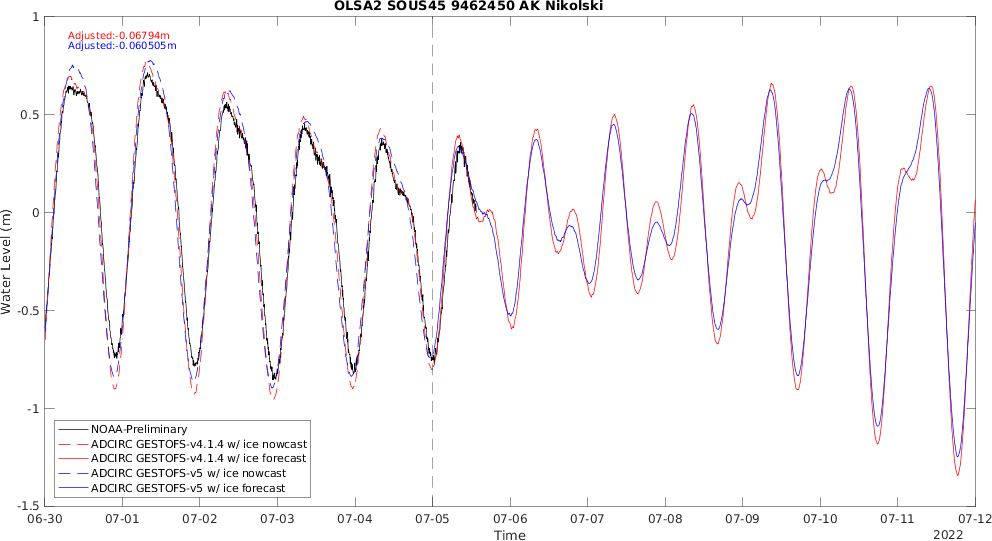 OLSA2 SOUS45 9462450 AK Nikolski
Adjusted:-0.06794m
Adjusted:-0.060505m
1
0.5
0
-0.5
-1
-1.5
Water Level (m)
NOAA-Preliminary
ADCIRC GESTOFS-v4.1.4 w/ ice nowcast
ADCIRC GESTOFS-v4.1.4 w/ ice forecast
ADCIRC GESTOFS-v5 w/ ice nowcast
ADCIRC GESTOFS-v5 w/ ice forecast
06-30 07-01 07-02 07-03 07-04 07-05 07-06 07-07 07-08 07-09 07-10 07-11 07-12
Time
2022